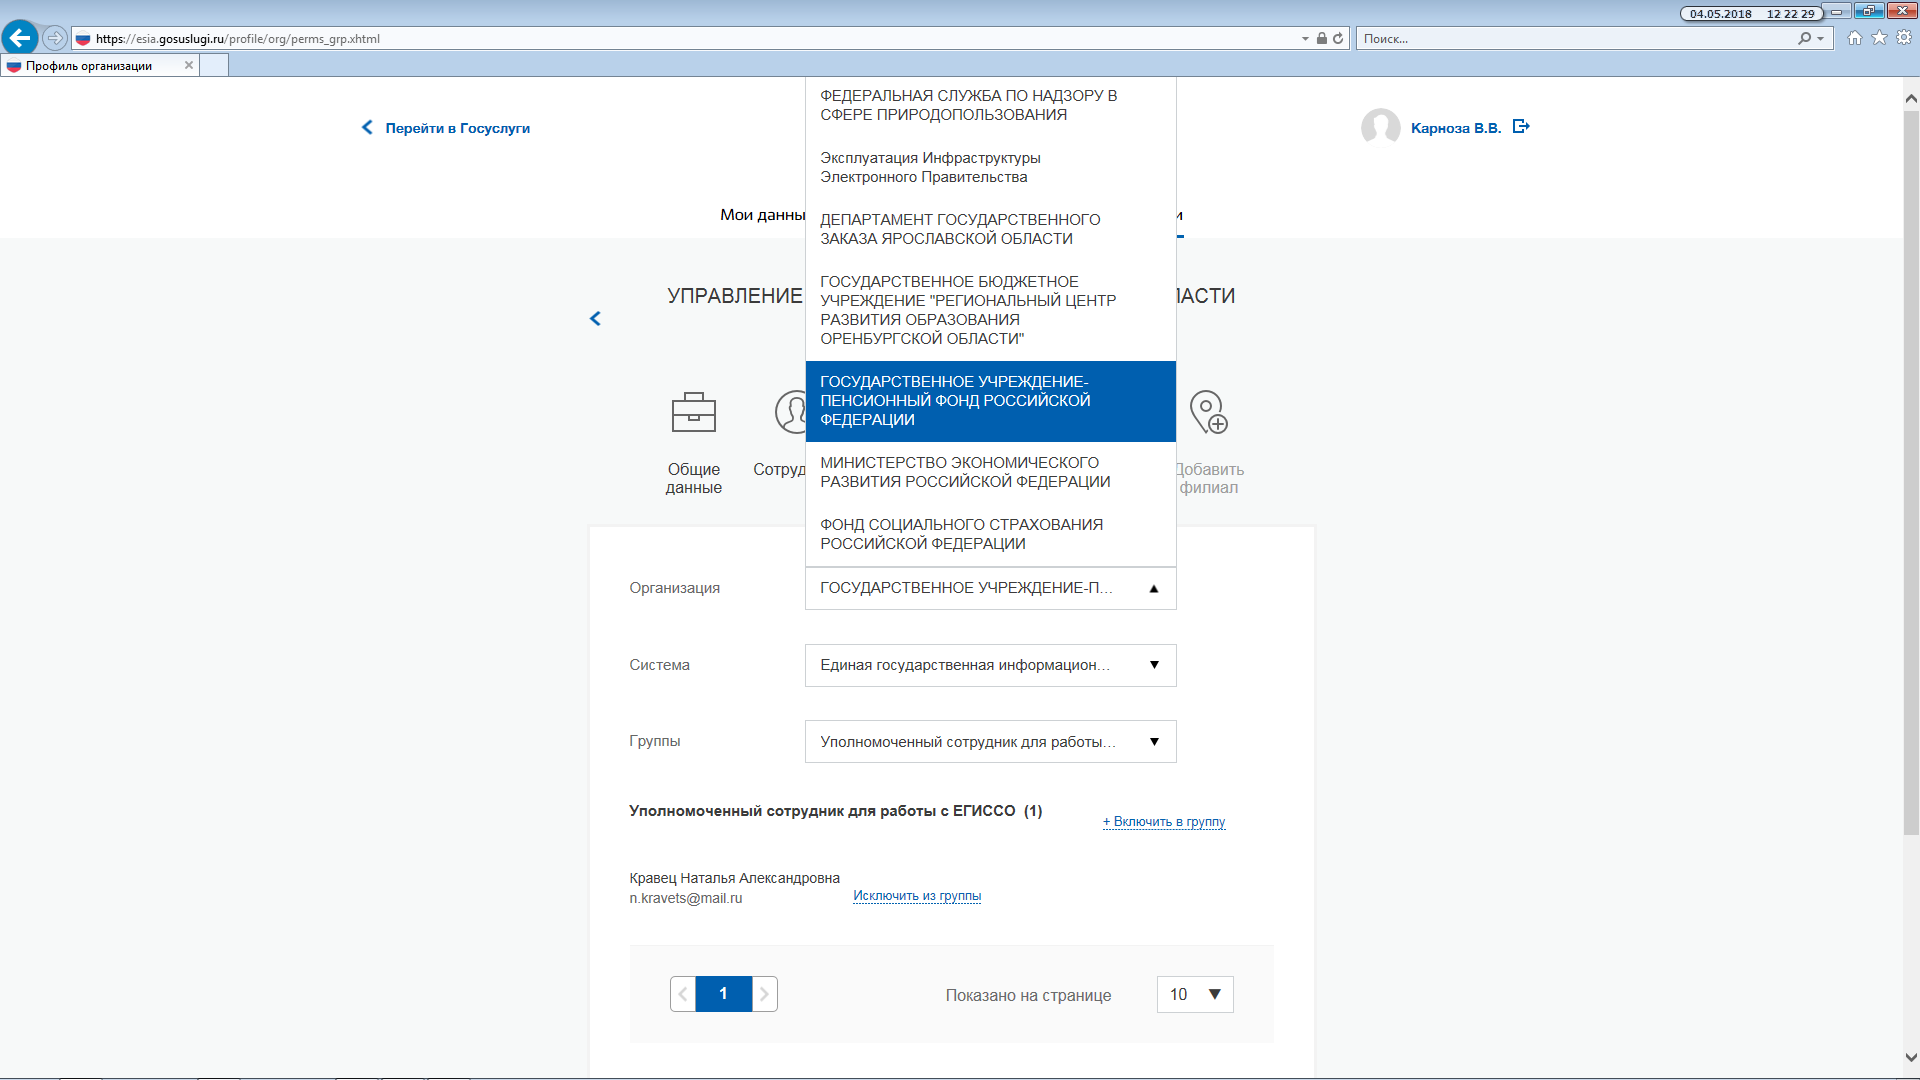 04.05.2018 12 22 29
https://esia.gosuslugi.ru/profile/org/perms_grp.xhtml
Поиск...
Профиль организации
Перейти в Госуслуги
Карноза В.В.
Мои данны
и
УПРАВЛЕНИЕ
ЛАСТИ
Общие
данные
Сотруд
Добавить
филиал
ФЕДЕРАЛЬНАЯ СЛУЖБА ПО НАДЗОРУ В
СФЕРЕ ПРИРОДОПОЛЬЗОВАНИЯ
Эксплуатация Инфраструктуры
Электронного Правительства
ДЕПАРТАМЕНТ ГОСУДАРСТВЕННОГО
ЗАКАЗА ЯРОСЛАВСКОЙ ОБЛАСТИ
ГОСУДАРСТВЕННОЕ БЮДЖЕТНОЕ
УЧРЕЖДЕНИЕ "РЕГИОНАЛЬНЫЙ ЦЕНТР
РАЗВИТИЯ ОБРАЗОВАНИЯ
ОРЕНБУРГСКОЙ ОБЛАСТИ"
ГОСУДАРСТВЕННОЕ УЧРЕЖДЕНИЕ-
ПЕНСИОННЫЙ ФОНД РОССИЙСКОЙ
ФЕДЕРАЦИИ
МИНИСТЕРСТВО ЭКОНОМИЧЕСКОГО
РАЗВИТИЯ РОССИЙСКОЙ ФЕДЕРАЦИИ
ФОНД СОЦИАЛЬНОГО СТРАХОВАНИЯ
РОССИЙСКОЙ ФЕДЕРАЦИИ
Организация ГОСУДАРСТВЕННОЕ УЧРЕЖДЕНИЕ-П...
Система Единая государственная информацион...
Группы Уполномоченный сотрудник для работы...
Уполномоченный сотрудник для работы с ЕГИССО (1)
+ Включить в группу
Кравец Наталья Александровна
n.kravets@mail.ru
Исключить из группы
1
Показано на странице 10